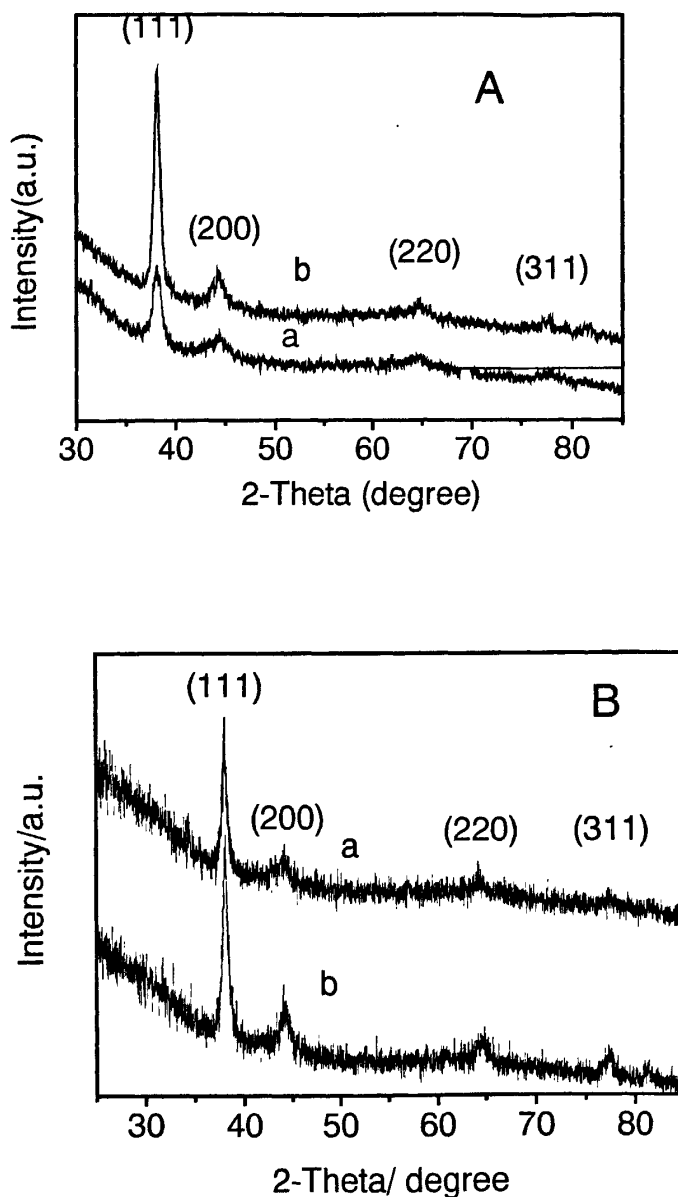 (111)
A
(200)
b
(220)
(311)
a
Intensity(a.u.)
30 40 50 60 70 80
2-Theta (degree)
(111)
B
(200)
a
(220)
(311)
b
Intensity/a.u.
30 40 50 60 70 80
2-Theta/ degree